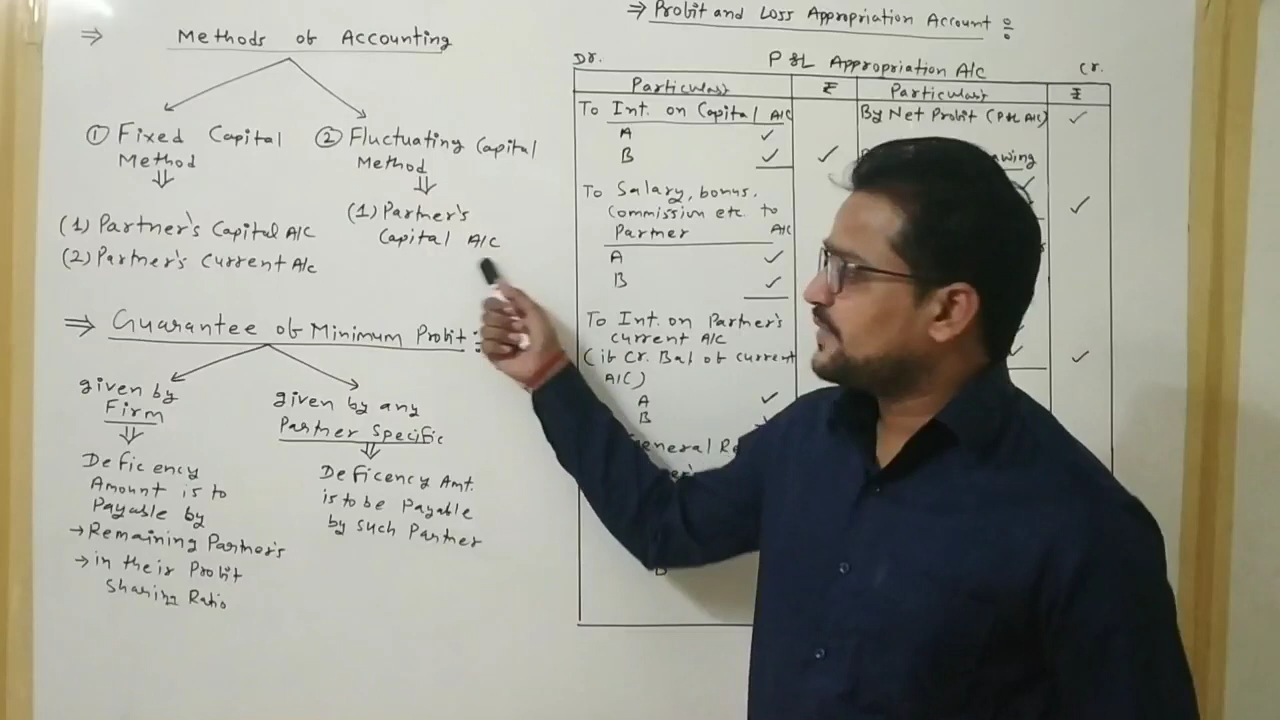 ⇒ Methods of Accounting
① Fixed Capital
Method
(1) Partner's Capital A/C
(2) Partner's Current A/c
② Fluctuating Capital
Method
(1) Partner's
Capital A/C
⇒ Guarantee of Minimum Profit :
given by
Firm
Deficency
Amount is to
Payable by
→ Remaining Partner's
→ in their Profit
Sharing Ratio
given by any
Partner Specific
Deficency Amt.
is to be Payable
by such Partner
⇒ Profit and Loss Appropriation Account :
Dr. P & L Appropriation A/C Cr.
Particulars ₹ Particulars ₹
To Int. on Capital A/C
A ✓
B ✓ ✓
To Salary, bonus,
Commission etc. to
Partner A/C
A ✓
B ✓
To Int. on Partner's
Current A/C
(if Cr. Bal of current
A/C)
A ✓
B
General
B
By Net Profit (P&L A/C) ✓
✓
✓